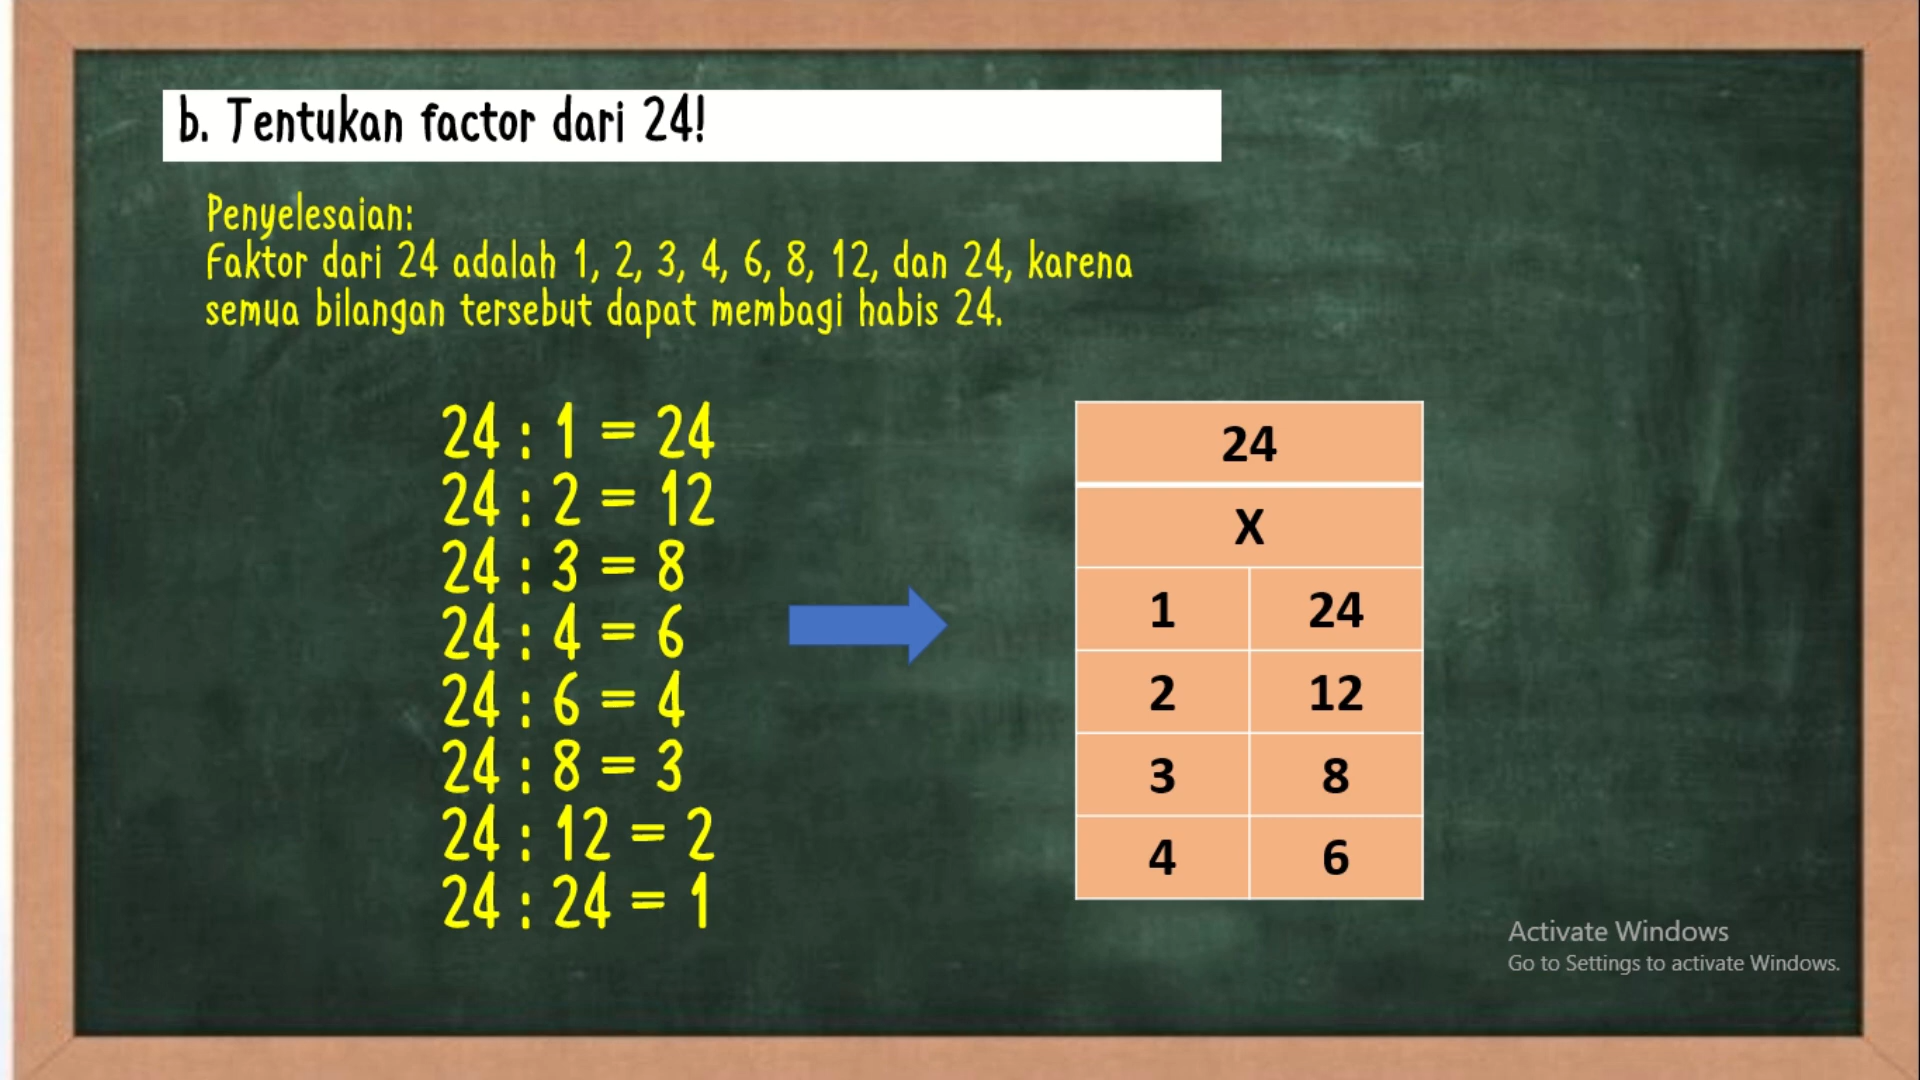 b. Tentukan factor dari 24!
Penyelesaian:
Faktor dari 24 adalah 1, 2, 3, 4, 6, 8, 12, dan 24, karena
semua bilangan tersebut dapat membagi habis 24.
24 : 1 = 24
24 : 2 = 12
24 : 3 = 8
24 : 4 = 6
24 : 6 = 4
24 : 8 = 3
24 : 12 = 2
24 : 24 = 1
24
X
1 24
2 12
3 8
4 6
Activate Windows
Go to Settings to activate Windows.